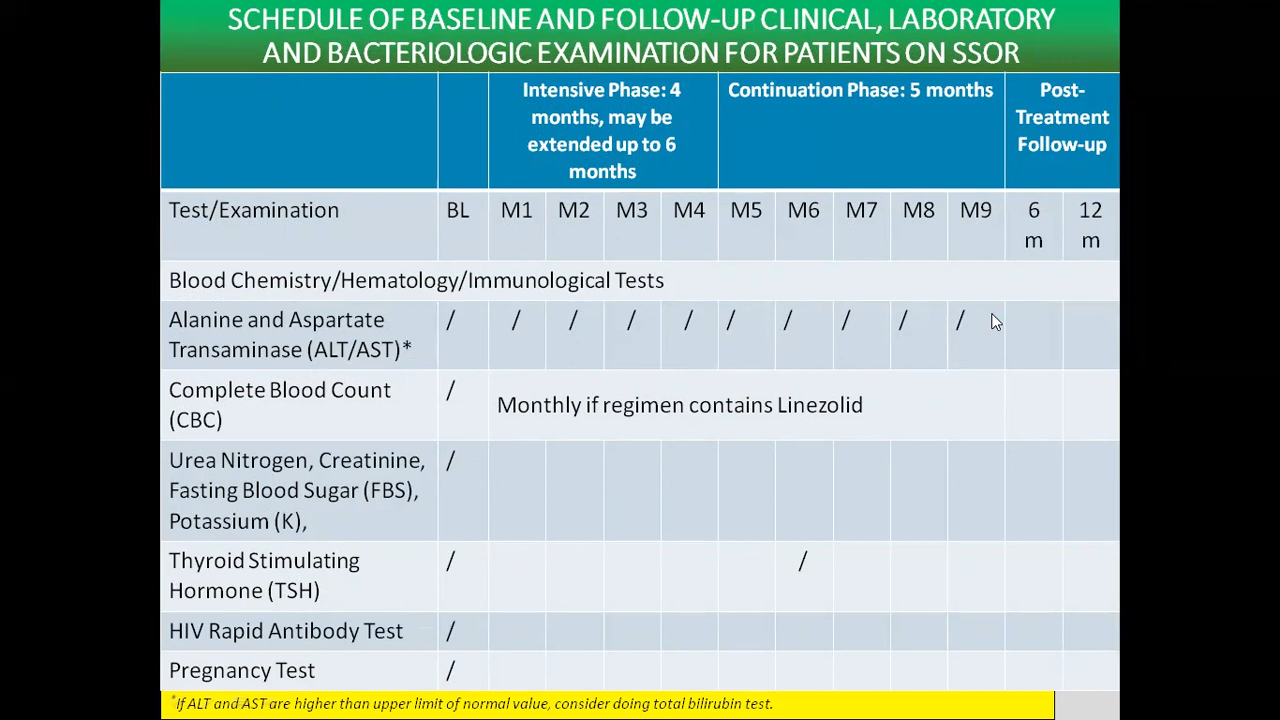 SCHEDULE OF BASELINE AND FOLLOW-UP CLINICAL, LABORATORY
AND BACTERIOLOGIC EXAMINATION FOR PATIENTS ON SSOR
Intensive Phase: 4
months, may be
extended up to 6
months
Continuation Phase: 5 months
Post-
Treatment
Follow-up
Test/Examination BL M1 M2 M3 M4 M5 M6 M7 M8 M9 6 12
m m
Blood Chemistry/Hematology/Immunological Tests
Alanine and Aspartate / / / / / / / / / /
Transaminase (ALT/AST)*
Complete Blood Count /
(CBC)
Monthly if regimen contains Linezolid
Urea Nitrogen, Creatinine, /
Fasting Blood Sugar (FBS),
Potassium (K),
Thyroid Stimulating / /
Hormone (TSH)
HIV Rapid Antibody Test /
Pregnancy Test /
*If ALT and AST are higher than upper limit of normal value, consider doing total bilirubin test.